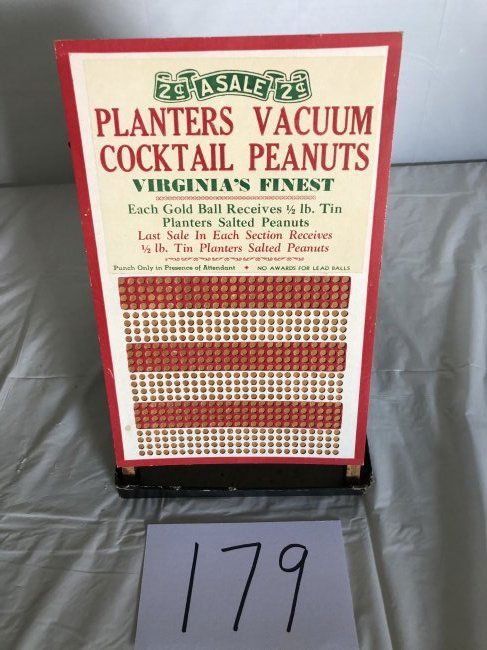 2¢ A SALE 2¢
PLANTERS VACUUM
COCKTAIL PEANUTS
VIRGINIA'S FINEST
Each Gold Ball Receives ½ lb. Tin
Planters Salted Peanuts
Last Sale In Each Section Receives
½ lb. Tin Planters Salted Peanuts
Punch Only in Presence of Attendant ✦ NO AWARDS FOR LEAD BALLS
179